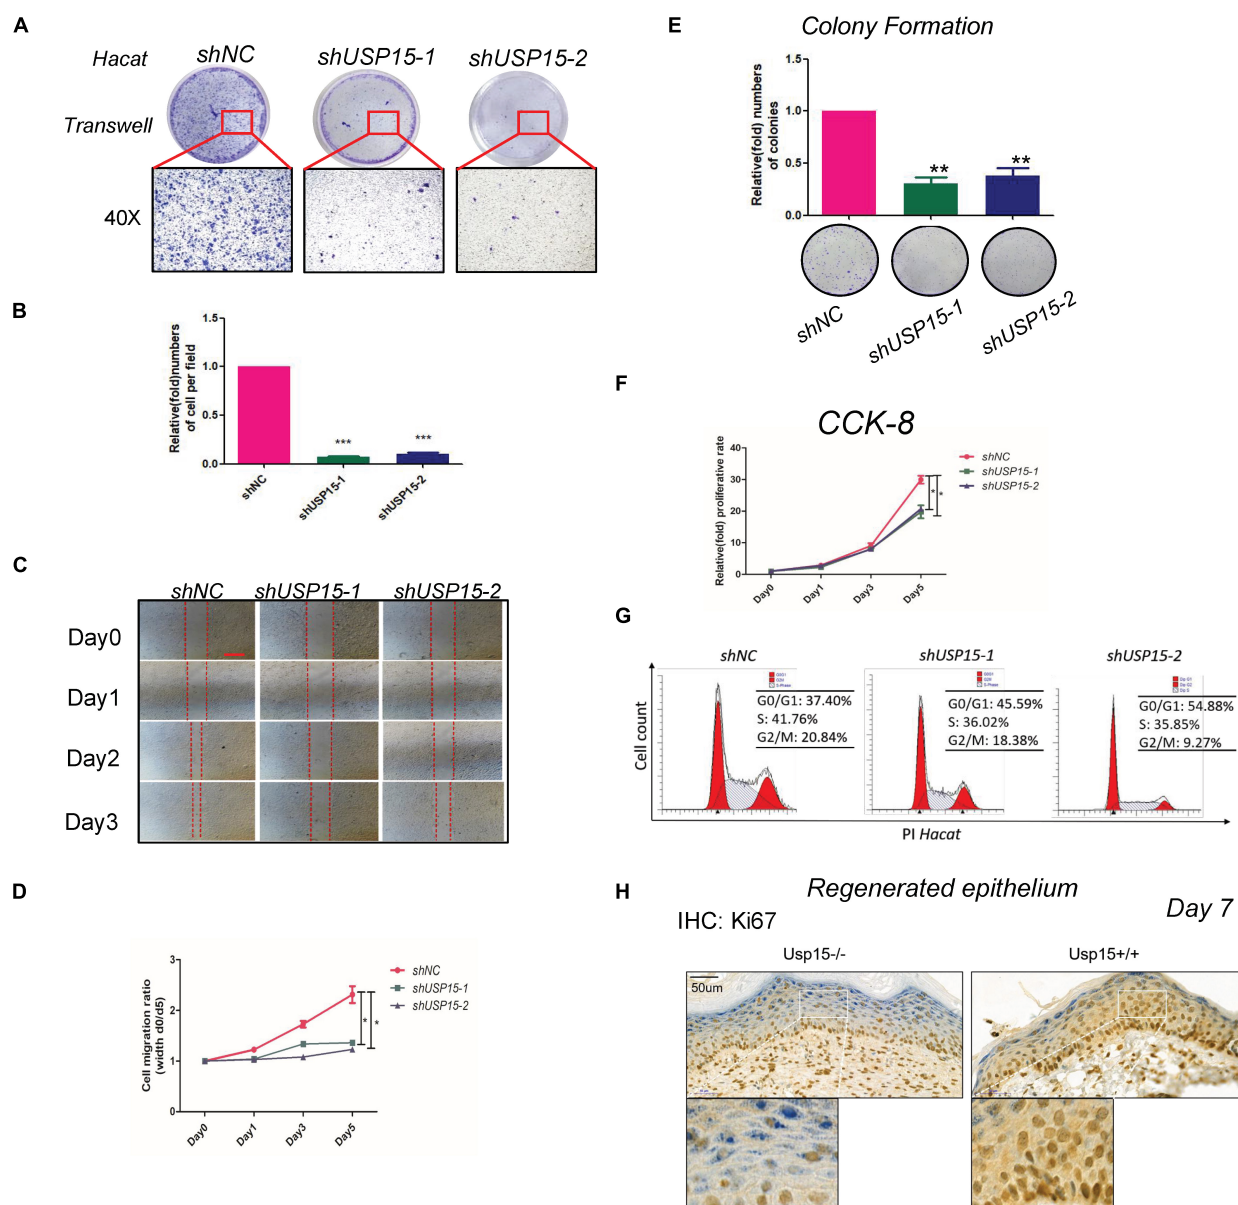 A
Hacat
shNC
shUSP15-1
shUSP15-2
Transwell
40X
B
Relative(fold)numbers
of cell per field
1.5
1.0
0.5
0.0
***
***
shNC
shUSP15-1
shUSP15-2
C
shNC
shUSP15-1
shUSP15-2
Day0
Day1
Day2
Day3
D
Cell migration ratio
(width d0/d5)
3
2
1
0
shNC
shUSP15-1
shUSP15-2
*
*
Day0
Day1
Day3
Day5
E
Colony Formation
Relative(fold) numbers
of colonies
1.5
1.0
0.5
0.0
**
**
shNC
shUSP15-1
shUSP15-2
F
CCK-8
Relative(fold) proliferative rate
40
30
20
10
0
shNC
shUSP15-1
shUSP15-2
*
*
Day0
Day1
Day3
Day5
G
shNC
shUSP15-1
shUSP15-2
Cell count
G0/G1: 37.40%
S: 41.76%
G2/M: 20.84%
G0/G1: 45.59%
S: 36.02%
G2/M: 18.38%
Dip G1
Dip G2
Dip S
G0/G1: 54.88%
S: 35.85%
G2/M: 9.27%
PI Hacat
H
Regenerated epithelium
Day 7
IHC: Ki67
Usp15-/-
Usp15+/+
50um